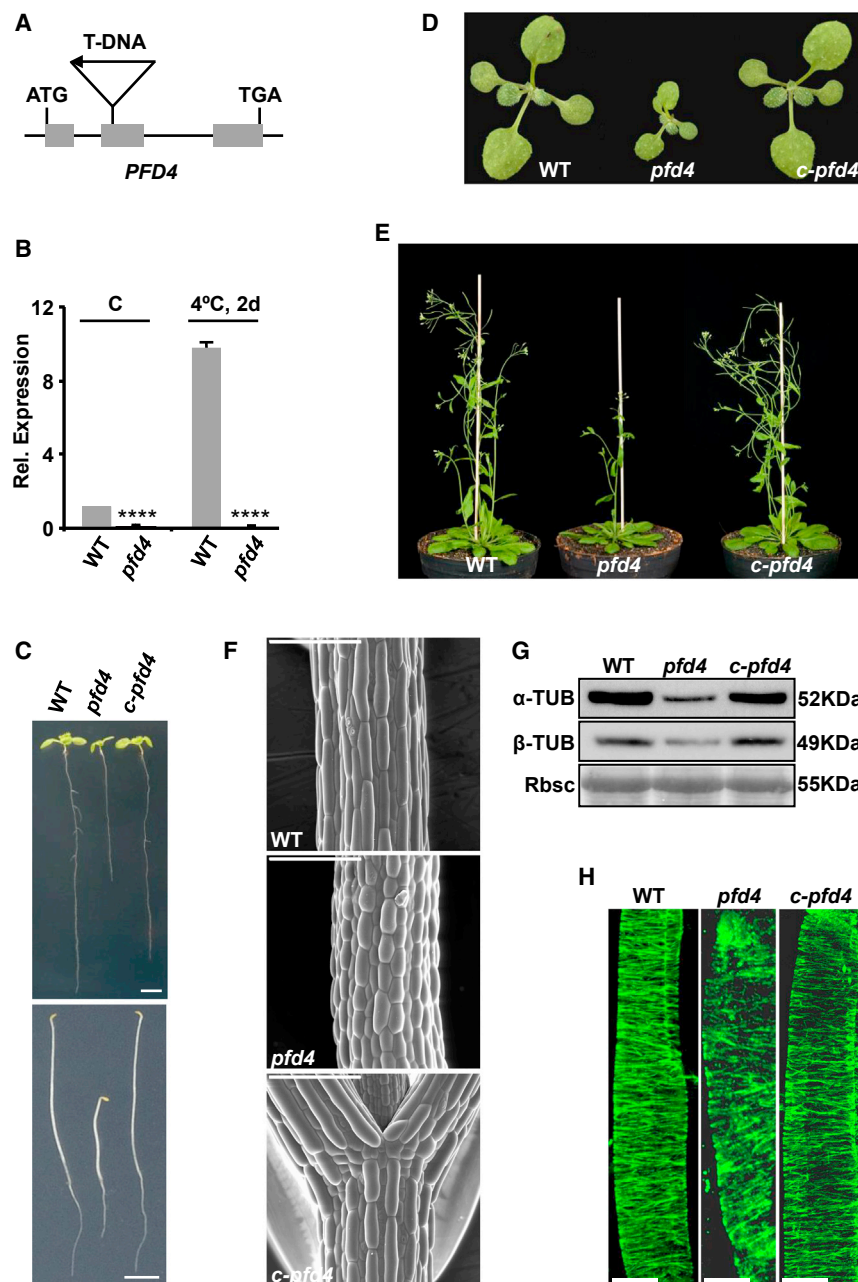 A
T-DNA
ATG
TGA
PFD4
B
Rel. Expression
12
8
4
0
C
4ºC, 2d
****
****
WT
pfd4
WT
pfd4
C
WT
pfd4
c-pfd4
D
WT
pfd4
c-pfd4
E
WT
pfd4
c-pfd4
F
WT
pfd4
c-pfd4
G
WT
pfd4
c-pfd4
α-TUB
52KDa
β-TUB
49KDa
Rbsc
55KDa
H
WT
pfd4
c-pfd4